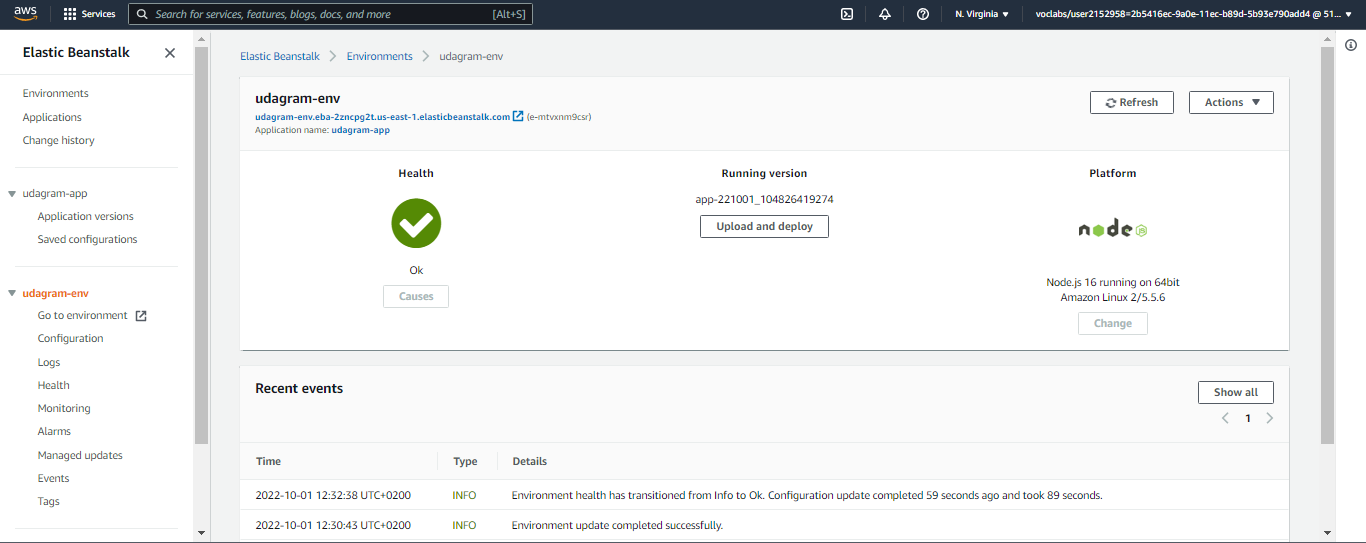 aws
Services
Search for services, features, blogs, docs, and more
[Alt+S]
N. Virginia
voclabs/user2152958=2b5416ec-9a0e-11ec-b89d-5b93e790add4 @ 51...
Elastic Beanstalk
Environments
Applications
Change history
udagram-app
Application versions
Saved configurations
udagram-env
Go to environment
Configuration
Logs
Health
Monitoring
Alarms
Managed updates
Events
Tags
Elastic Beanstalk
Environments
udagram-env
udagram-env
udagram-env.eba-2zncpg2t.us-east-1.elasticbeanstalk.com (e-mtvxnm9csr)
Application name: udagram-app
Refresh
Actions
Health
Ok
Causes
Running version
app-221001_104826419274
Upload and deploy
Platform
node JS
Node.js 16 running on 64bit
Amazon Linux 2/5.5.6
Change
Recent events
Show all
1
Time Type Details
2022-10-01 12:32:38 UTC+0200 INFO Environment health has transitioned from Info to Ok. Configuration update completed 59 seconds ago and took 89 seconds.
2022-10-01 12:30:43 UTC+0200 INFO Environment update completed successfully.